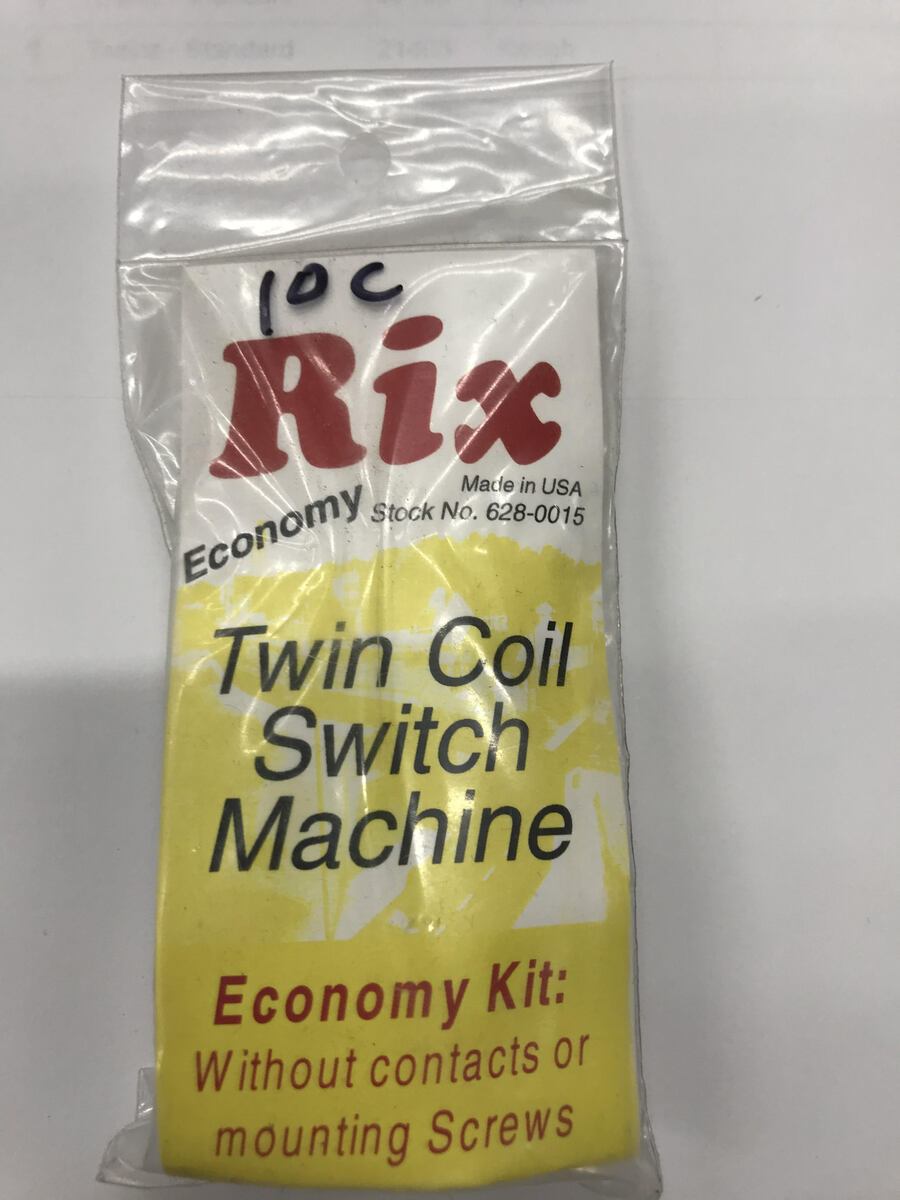 Standard
10C
Rix
Made in USA
Economy Stock No. 628-0015
Twin Coil
Switch
Machine
Economy Kit:
Without contacts or
mounting Screws